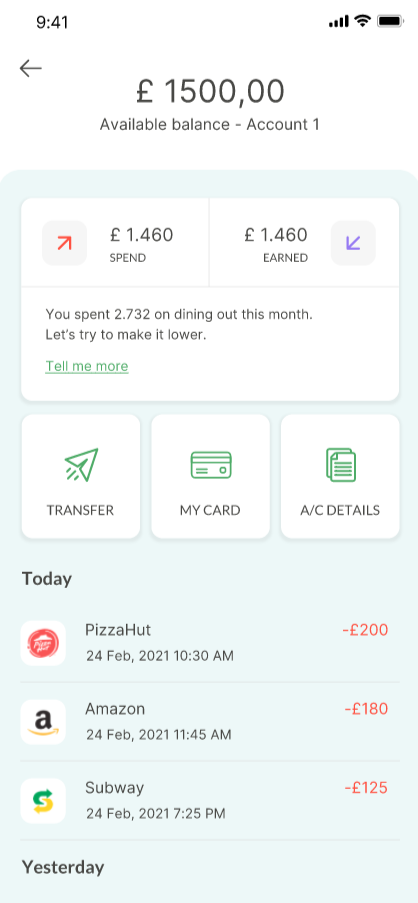 9:41
£ 1500,00
Available balance - Account 1
£ 1.460
SPEND
£ 1.460
EARNED
You spent 2.732 on dining out this month.
Let's try to make it lower.
Tell me more
TRANSFER
MY CARD
A/C DETAILS
Today
Pizza Hut
PizzaHut
-£200
24 Feb, 2021 10:30 AM
a
Amazon
-£180
24 Feb, 2021 11:45 AM
S
Subway
-£125
24 Feb, 2021 7:25 PM
Yesterday